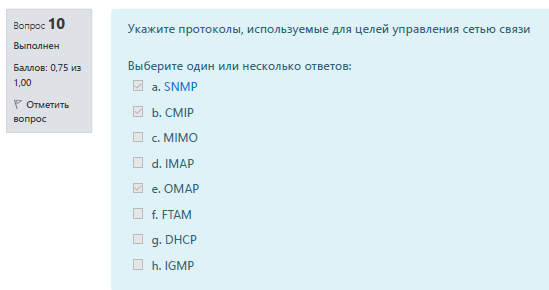 Вопрос 10
Выполнен
Баллов: 0,75 из
1,00
Отметить
вопрос
Укажите протоколы, используемые для целей управления сетью связи
Выберите один или несколько ответов:
a. SNMP
b. CMIP
c. MIMO
d. IMAP
e. OMAP
f. FTAM
g. DHCP
h. IGMP